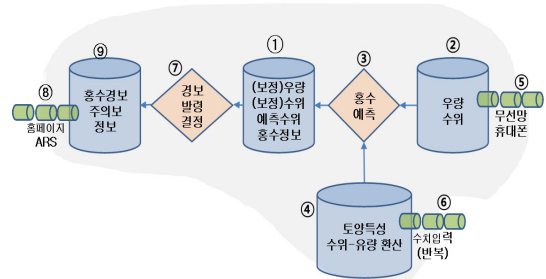 ⑨
홍수경보
주의보
정보
⑧
홈페이지
ARS
⑦
경보
발령
결정
①
(보정)우량
(보정)수위
예측수위
홍수정보
③
홍수
예측
②
우량
수위
⑤
무선망
휴대폰
④
토양특성
수위-유량 환산
⑥
수치입력
(반복)